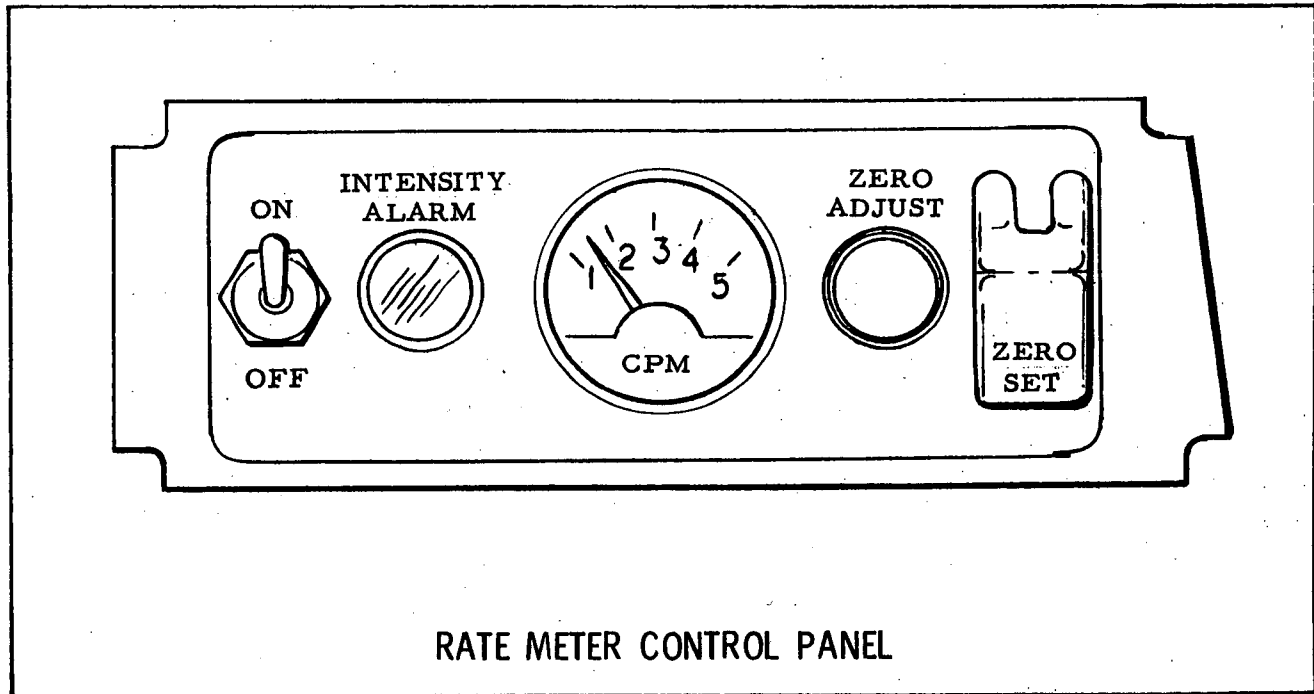 ON
OFF
INTENSITY
ALARM
1 2 3 4 5
CPM
ZERO
ADJUST
ZERO
SET
RATE METER CONTROL PANEL